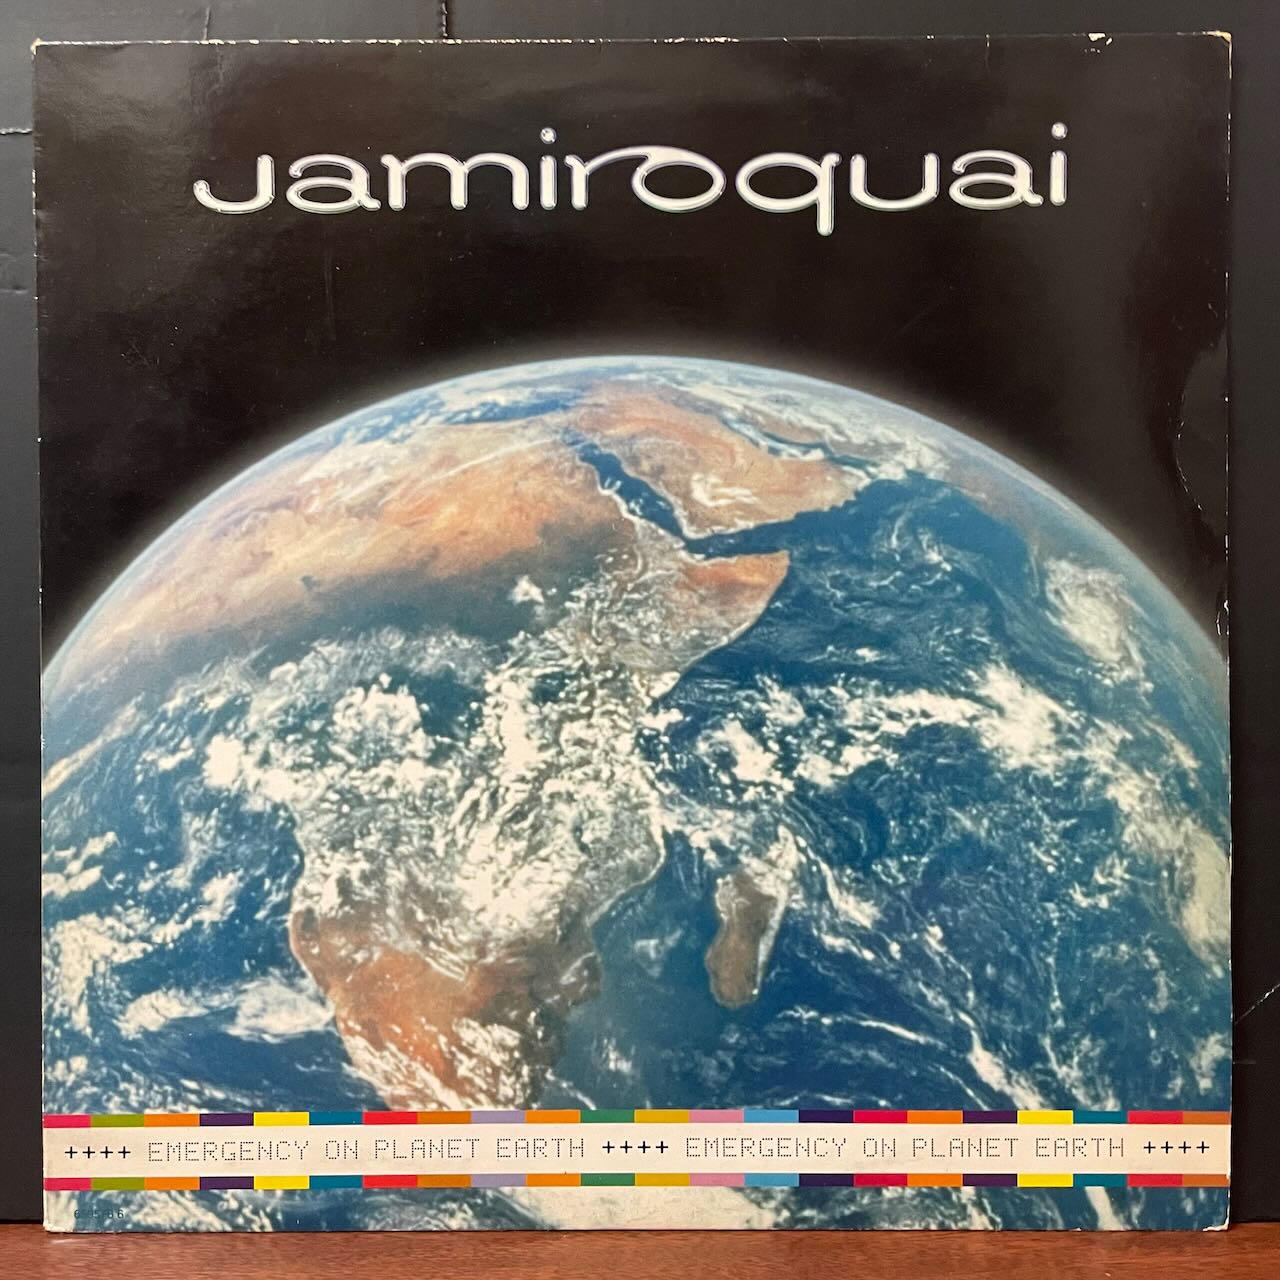 Jamiroquai
++++ EMERGENCY ON PLANET EARTH ++++ EMERGENCY ON PLANET EARTH ++++